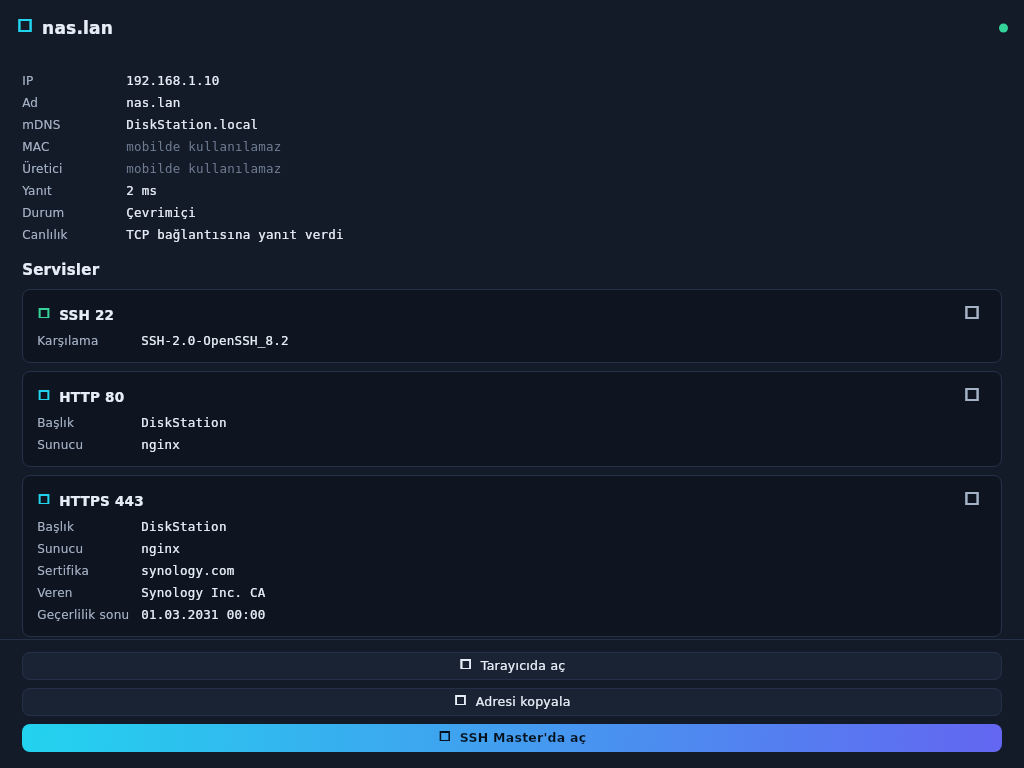 nas.lan
IP 192.168.1.10
Ad nas.lan
mDNS DiskStation.local
MAC mobilde kullanılamaz
Üretici mobilde kullanılamaz
Yanıt 2 ms
Durum Çevrimiçi
Canlılık TCP bağlantısına yanıt verdi
Servisler
SSH 22
Karşılama SSH-2.0-OpenSSH_8.2
HTTP 80
Başlık DiskStation
Sunucu nginx
HTTPS 443
Başlık DiskStation
Sunucu nginx
Sertifika synology.com
Veren Synology Inc. CA
Geçerlilik sonu 01.03.2031 00:00
Tarayıcıda aç
Adresi kopyala
SSH Master'da aç